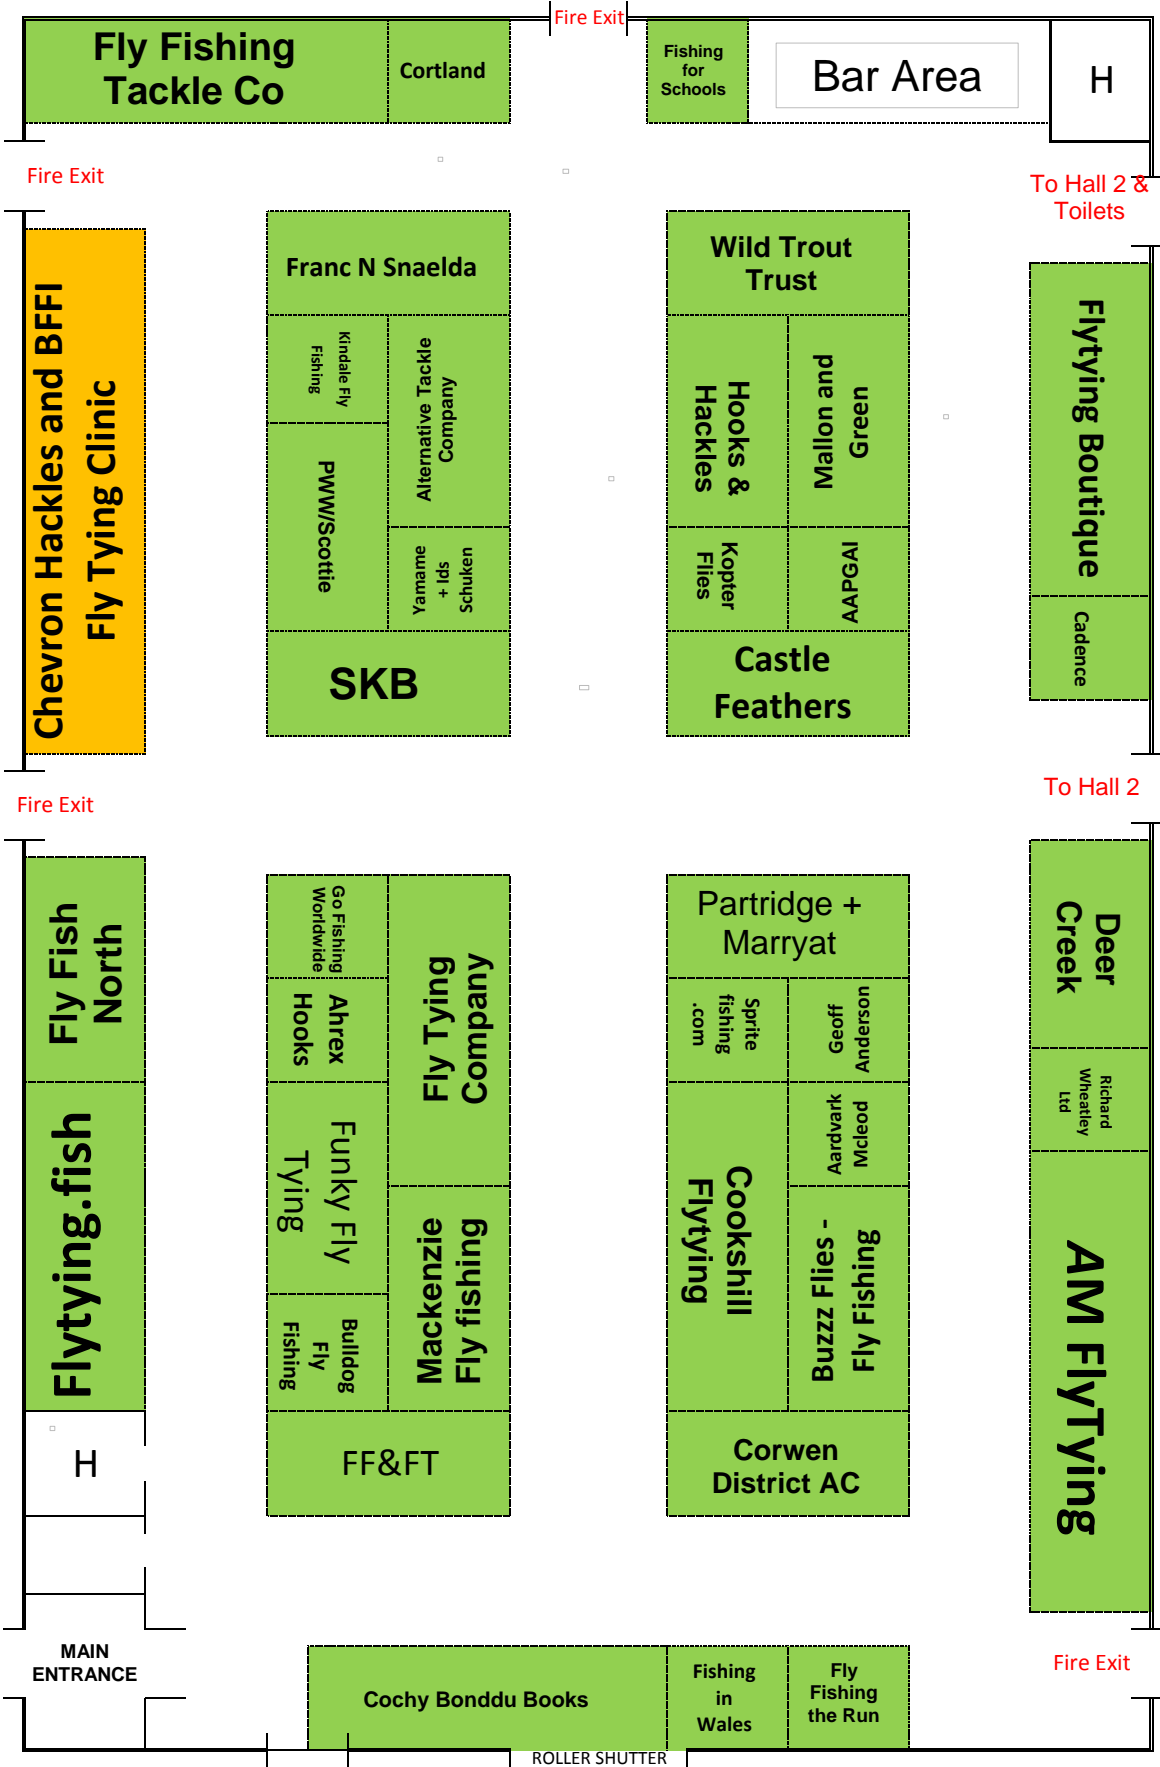 Fire Exit
Fly Fishing
Tackle Co
Cortland
Fishing
for
Schools
Bar Area
H
Fire Exit
To Hall 2 &
Toilets
Chevron Hackles and BFFI
Fly Tying Clinic
Franc N Snaelda
Kindale Fly
Fishing
Alternative Tackle
Company
PWW/Scottie
Yamame
+ Ids
Schuken
SKB
Wild Trout
Trust
Hooks &
Hackles
Mallon and
Green
Kopter
Flies
AAPGAI
Castle
Feathers
Flytying Boutique
Cadence
Fire Exit
To Hall 2
Fly Fish
North
Flytying.fish
H
Go Fishing
Worldwide
Fly Tying
Company
Ahrex
Hooks
Funky Fly
Tying
Mackenzie
Fly fishing
Bulldog
Fly
Fishing
FF&FT
Partridge +
Marryat
Sprite
fishing
.com
Geoff
Anderson
Aardvark
Mcleod
Cookshill
Flytying
Buzzz Flies -
Fly Fishing
Corwen
District AC
Deer
Creek
Richard
Wheatley
Ltd
AM FlyTying
MAIN
ENTRANCE
Cochy Bonddu Books
Fishing
in
Wales
Fly
Fishing
the Run
Fire Exit
ROLLER SHUTTER